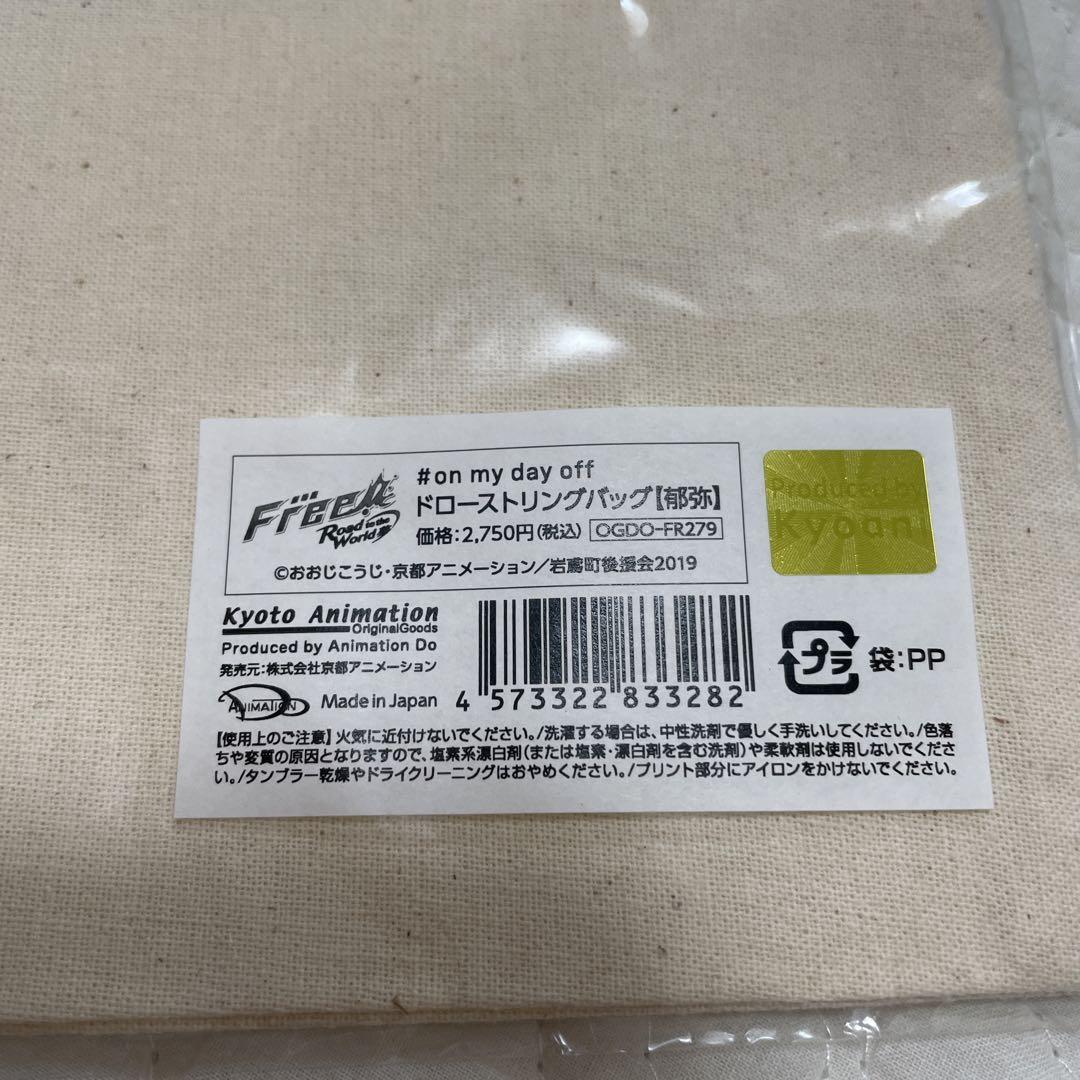 Free!
Road to the World 夢
#on my day off
ドローストリングバッグ【郁弥】
価格:2,750円(税込) OGDO-FR279
©おおじこうじ・京都アニメーション/岩鳶町後援会2019
Produced by
Kyoani
Kyoto Animation
OriginalGoods
Produced by Animation Do
発売元:株式会社京都アニメーション
ANIMATION
Made in Japan
4 573322 833282
プラ 袋:PP
【使用上のご注意】火気に近付けないでください。/洗濯する場合は、中性洗剤で優しく手洗いしてください。/色落
ちや変質の原因となりますので、塩素系漂白剤(または塩素・漂白剤を含む洗剤)や柔軟剤は使用しないでくださ
い。/タンブラー乾燥やドライクリーニングはおやめください。/プリント部分にアイロンをかけないでください。